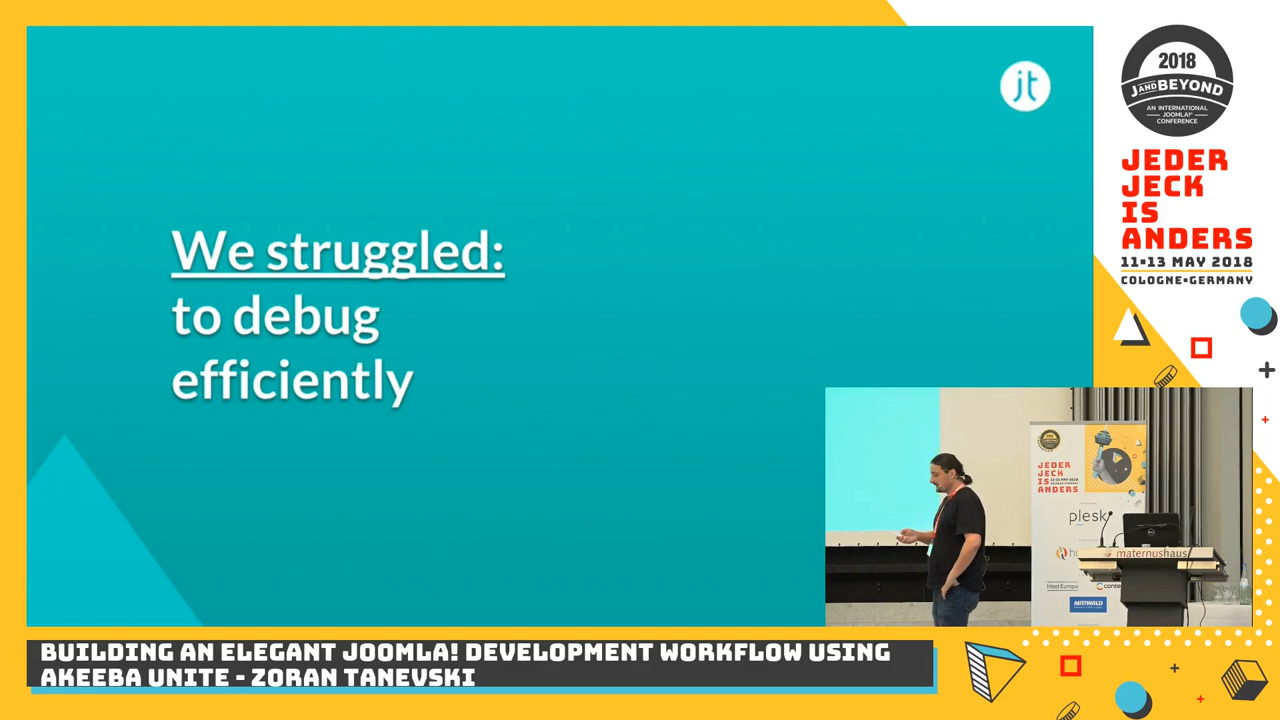 jt
We struggled:
to debug
efficiently
2018
J AND BEYOND
AN INTERNATIONAL
JOOMLA!®
CONFERENCE
JEDER
JECK
IS
ANDERS
11-13 MAY 2018
COLOGNE•GERMANY
JEDER
JECK
IS
ANDERS
plesk
maternushaus
HostEurope
MITTWALD
BUILDING AN ELEGANT JOOMLA! DEVELOPMENT WORKFLOW USING
AKEEBA UNITE - ZORAN TANEVSKI